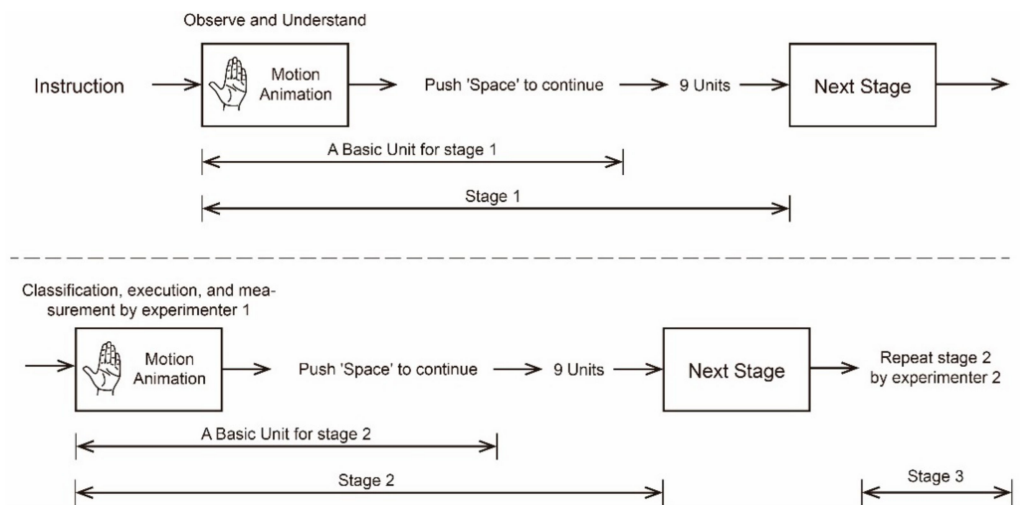 Observe and Understand
Instruction
Motion
Animation
Push 'Space' to continue
9 Units
Next Stage
A Basic Unit for stage 1
Stage 1
Classification, execution, and mea-
surement by experimenter 1
Motion
Animation
Push 'Space' to continue
9 Units
Next Stage
Repeat stage 2
by experimenter 2
A Basic Unit for stage 2
Stage 2
Stage 3